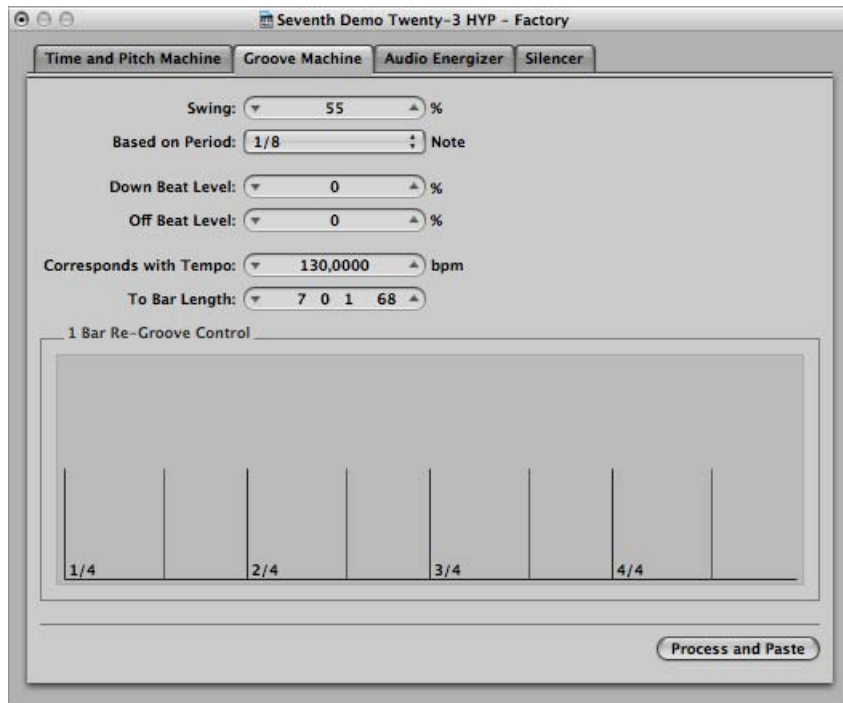 Seventh Demo Twenty-3 HYP - Factory
Time and Pitch Machine Groove Machine Audio Energizer Silencer
Swing: 55 %
Based on Period: 1/8 Note
Down Beat Level: 0 %
Off Beat Level: 0 %
Corresponds with Tempo: 130,0000 bpm
To Bar Length: 7 0 1 68
1 Bar Re-Groove Control
1/4 2/4 3/4 4/4
Process and Paste